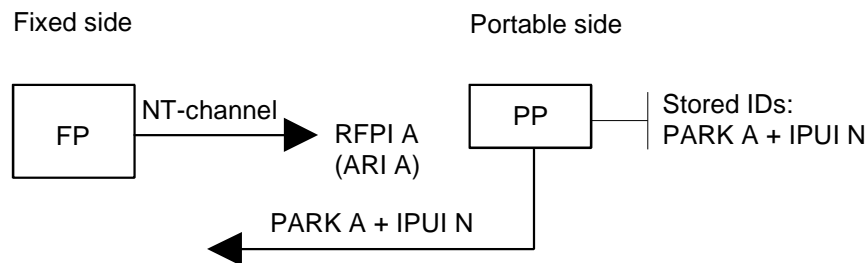 Fixed side
Portable side
FP
NT-channel
RFPI A
(ARI A)
PP
Stored IDs:
PARK A + IPUI N
PARK A + IPUI N